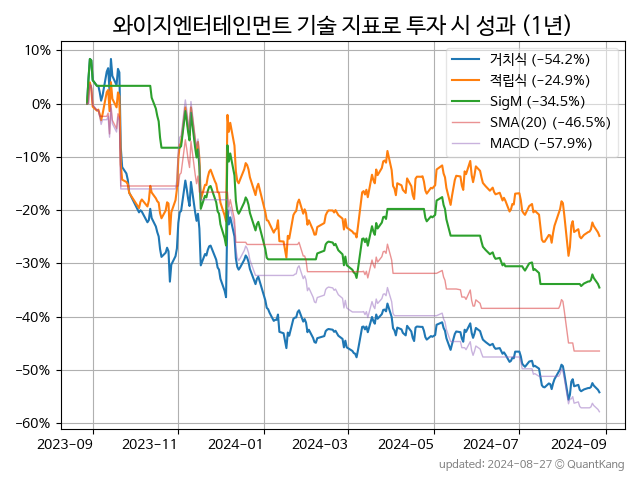 와이지엔터테인먼트 기술 지표로 투자 시 성과 (1년)
거치식 (−54.2%)
적립식 (−24.9%)
SigM (−34.5%)
SMA(20) (−46.5%)
MACD (−57.9%)
10%
0%
−10%
−20%
−30%
−40%
−50%
−60%
2023-09 2023-11 2024-01 2024-03 2024-05 2024-07 2024-09
updated: 2024-08-27 © QuantKang